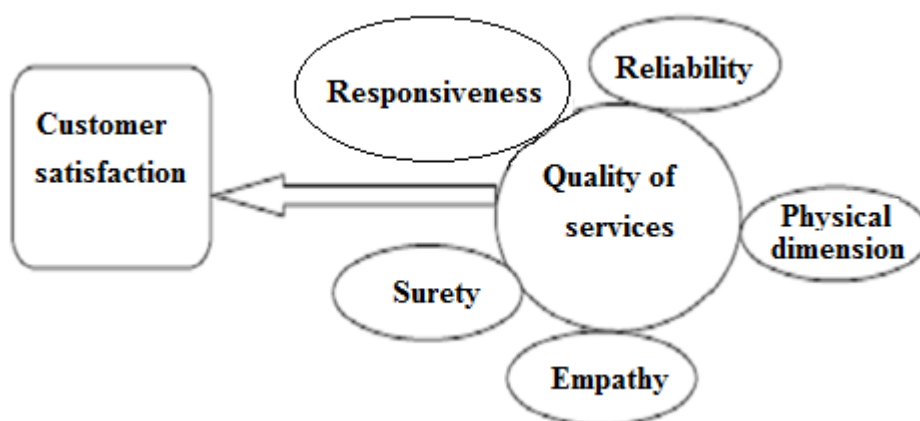 Customer
satisfaction
Responsiveness
Reliability
Quality of
services
Physical
dimension
Surety
Empathy